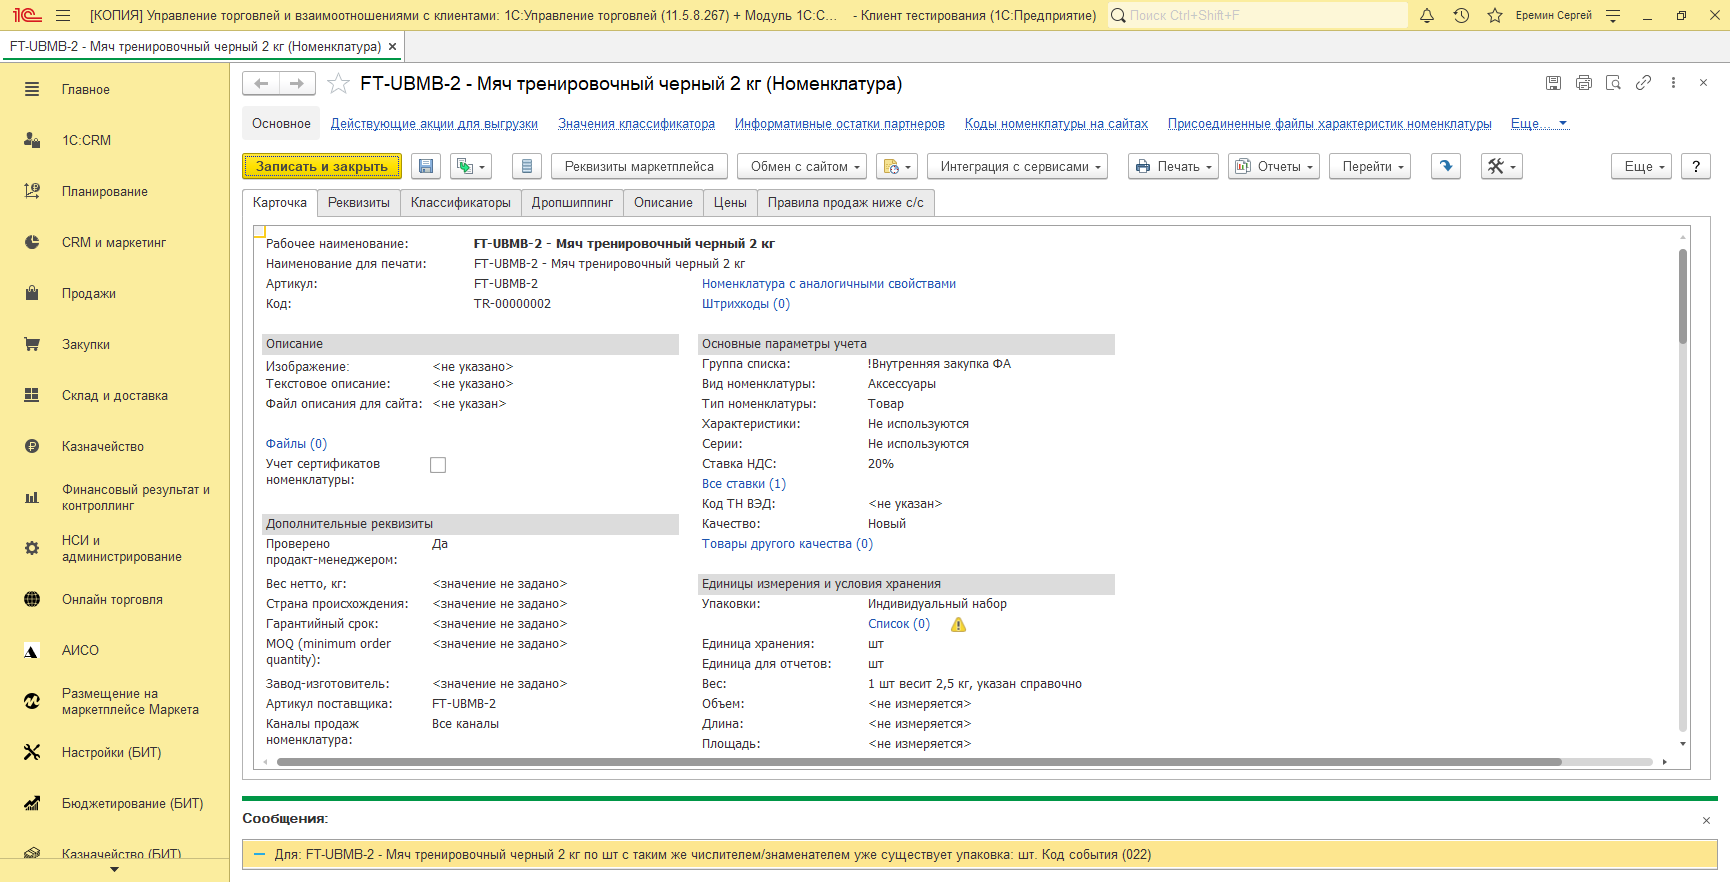 [КОПИЯ] Управление торговлей и взаимоотношениями с клиентами: 1С:Управление торговлей (11.5.8.267) + Модуль 1С:С... - Клиент тестирования (1С:Предприятие)
Поиск Ctrl+Shift+F
Еремин Сергей
FT-UBMB-2 - Мяч тренировочный черный 2 кг (Номенклатура) ×
Главное
1С:CRM
Планирование
CRM и маркетинг
Продажи
Закупки
Склад и доставка
Казначейство
Финансовый результат и
контроллинг
НСИ и
администрирование
Онлайн торговля
АИСО
Размещение на
маркетплейсе Маркета
Настройки (БИТ)
Бюджетирование (БИТ)
Казначейство (БИТ)
FT-UBMB-2 - Мяч тренировочный черный 2 кг (Номенклатура)
Основное Действующие акции для выгрузки Значения классификатора Информативные остатки партнеров Коды номенклатуры на сайтах Присоединенные файлы характеристик номенклатуры Еще...
Записать и закрыть Реквизиты маркетплейса Обмен с сайтом Интеграция с сервисами Печать Отчеты Перейти Еще ?
Карточка Реквизиты Классификаторы Дропшиппинг Описание Цены Правила продаж ниже с/с
Рабочее наименование: FT-UBMB-2 - Мяч тренировочный черный 2 кг
Наименование для печати: FT-UBMB-2 - Мяч тренировочный черный 2 кг
Артикул: FT-UBMB-2 Номенклатура с аналогичными свойствами
Код: TR-00000002 Штрихкоды (0)
Описание
Изображение: <не указано>
Текстовое описание: <не указано>
Файл описания для сайта: <не указан>
Файлы (0)
Учет сертификатов
номенклатуры:
Дополнительные реквизиты
Проверено Да
продакт-менеджером:
Вес нетто, кг: <значение не задано>
Страна происхождения: <значение не задано>
Гарантийный срок: <значение не задано>
MOQ (minimum order <значение не задано>
quantity):
Завод-изготовитель: <значение не задано>
Артикул поставщика: FT-UBMB-2
Каналы продаж Все каналы
номенклатура:
Основные параметры учета
Группа списка: !Внутренняя закупка ФА
Вид номенклатуры: Аксессуары
Тип номенклатуры: Товар
Характеристики: Не используются
Серии: Не используются
Ставка НДС: 20%
Все ставки (1)
Код ТН ВЭД: <не указан>
Качество: Новый
Товары другого качества (0)
Единицы измерения и условия хранения
Упаковки: Индивидуальный набор
Список (0)
Единица хранения: шт
Единица для отчетов: шт
Вес: 1 шт весит 2,5 кг, указан справочно
Объем: <не измеряется>
Длина: <не измеряется>
Площадь: <не измеряется>
Сообщения:
Для: FT-UBMB-2 - Мяч тренировочный черный 2 кг по шт с таким же числителем/знаменателем уже существует упаковка: шт. Код события (022)